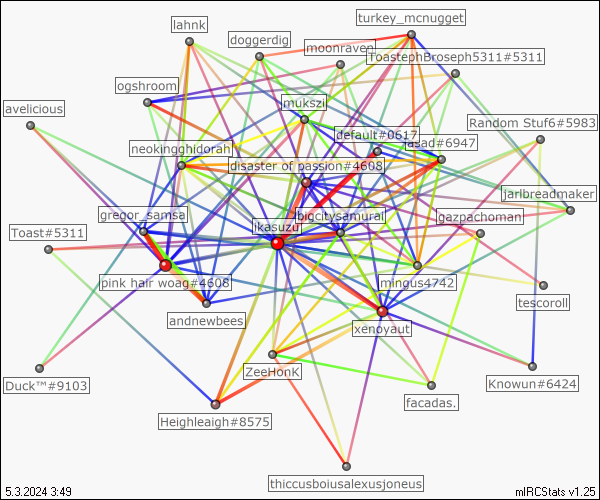 turkey_mcnugget
lahnk
doggerdig
moonraven
ToastephBroseph5311#5311
ogshroom
mukszi
avelicious
Random Stuf6#5983
default#0617
asad#6947
neokingghidorah
disaster of passion#4608
jarlbreadmaker
gregor_samsa
bigcitysamurai
gazpachoman
ikasuzu
Toast#5311
pink hair woag#4608
mingus4742
tescoroll
andnewbees
xenoyaut
ZeeHonk
Duck™#9103
Knowun#6424
facadas.
Heighleaigh#8575
thiccusboiusalexusjoneus
5.3.2024 3:49
mIRCStats v1.25